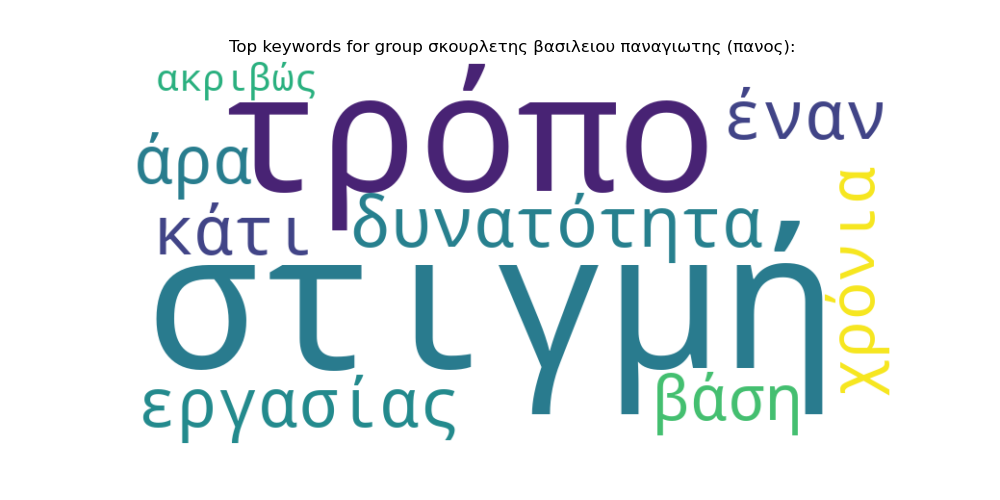 Top keywords for group σκουρλετης βασιλειου παναγιωτης (πανος):
ακριβώς
τρόπο
έναν
άρα
χρόνια
κάτι
δυνατότητα
στιγμή
εργασίας
βάση